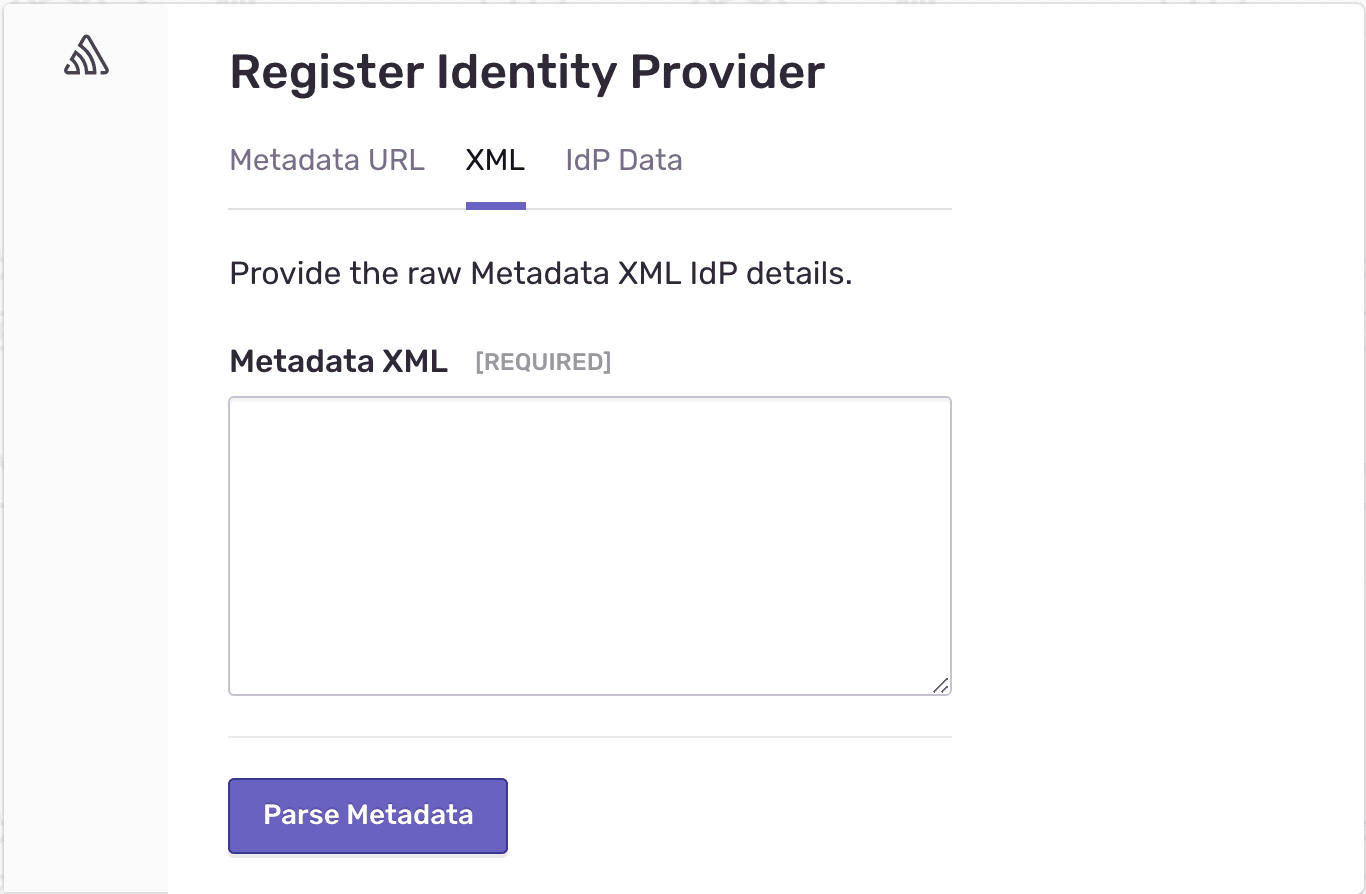 Register Identity Provider
Metadata URL XML IdP Data
Provide the raw Metadata XML IdP details.
Metadata XML [REQUIRED]
Parse Metadata